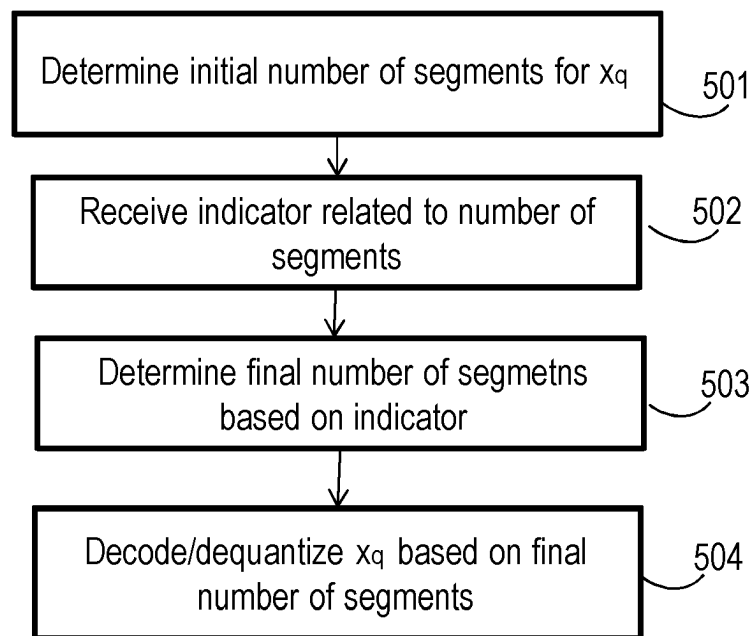 Determine initial number of segments for xq
501
Receive indicator related to number of
segments
502
Determine final number of segmetns
based on indicator
503
Decode/dequantize xq based on final
number of segments
504